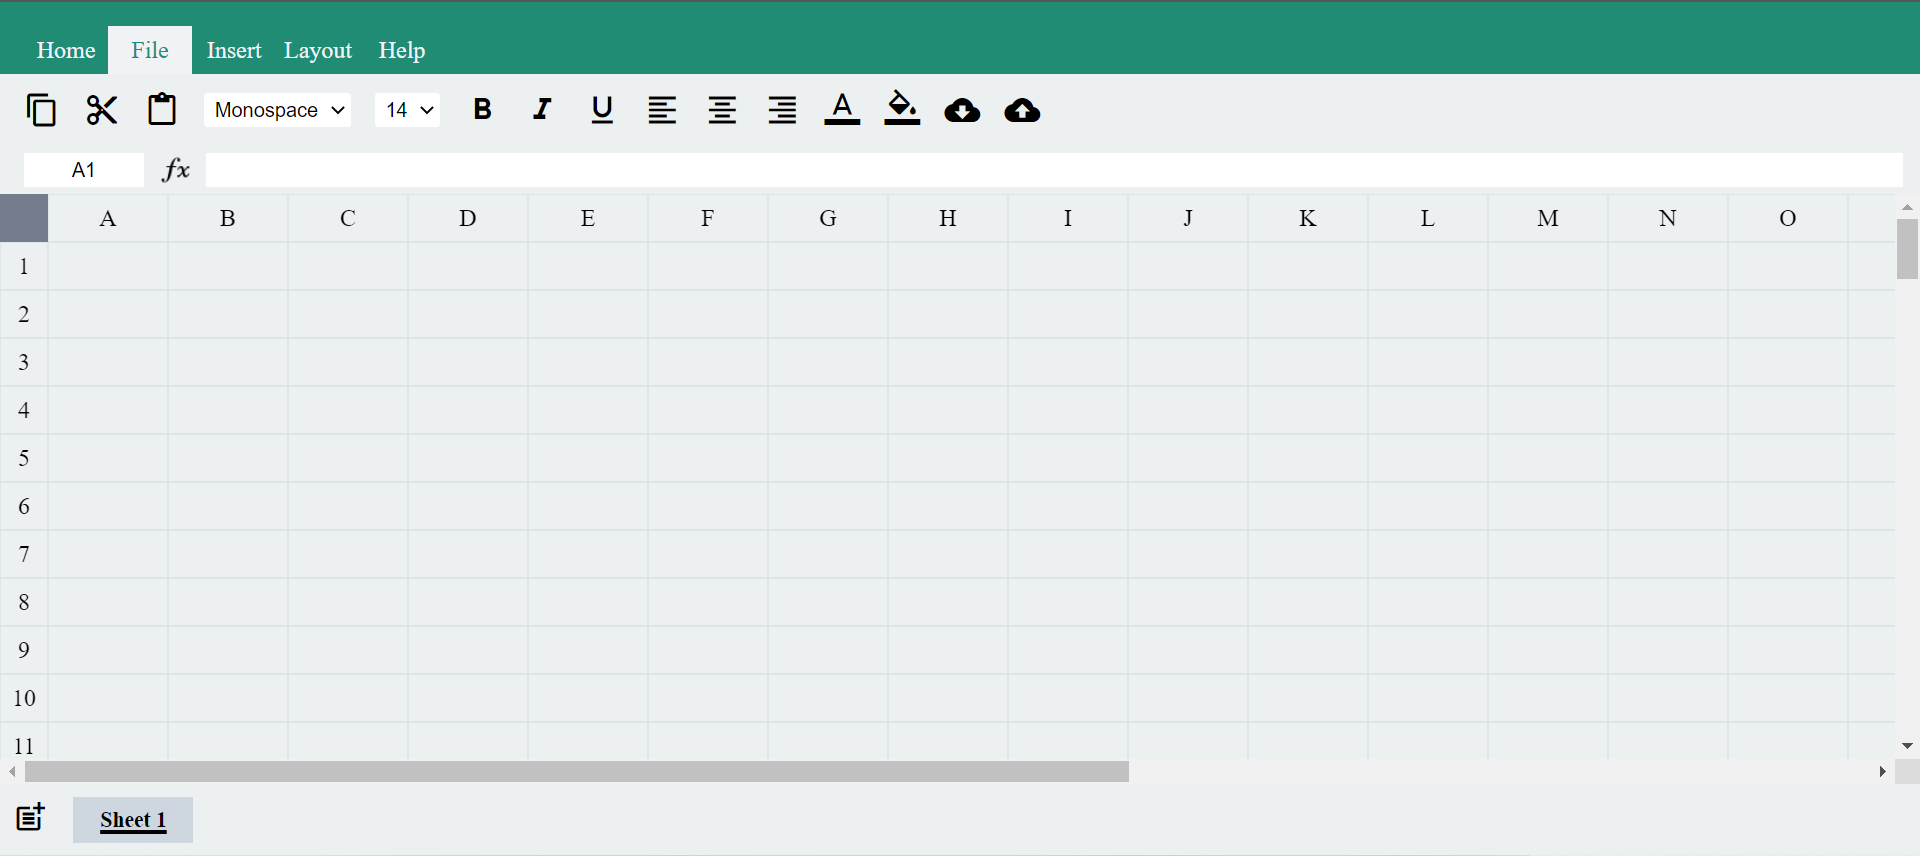 Home File Insert Layout Help
Monospace 14 B I U A
A1 fx
A B C D E F G H I J K L M N O
1
2
3
4
5
6
7
8
9
10
11
Sheet 1